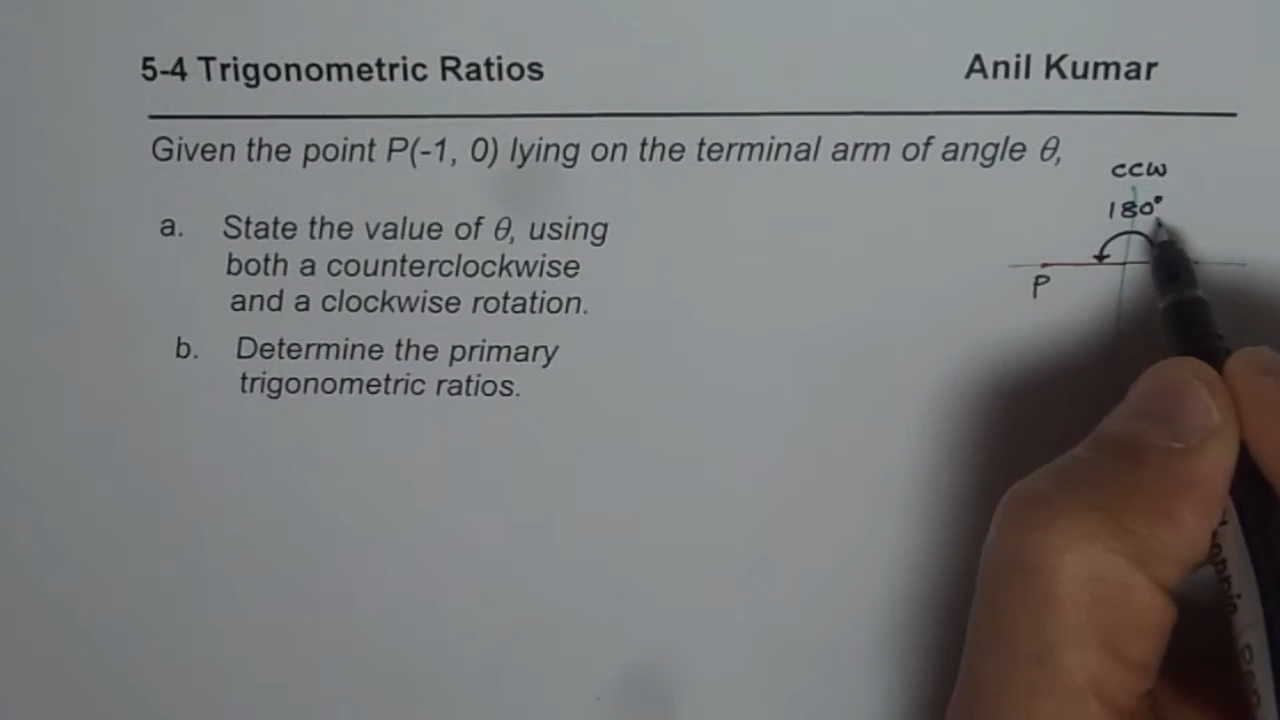 5-4 Trigonometric Ratios Anil Kumar
Given the point P(-1, 0) lying on the terminal arm of angle θ,
CCW
180°
P
a. State the value of θ, using
both a counterclockwise
and a clockwise rotation.
b. Determine the primary
trigonometric ratios.